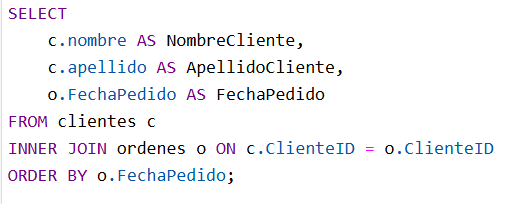 SELECT
    c.nombre AS NombreCliente,
    c.apellido AS ApellidoCliente,
    o.FechaPedido AS FechaPedido
FROM clientes c
INNER JOIN ordenes o ON c.ClienteID = o.ClienteID
ORDER BY o.FechaPedido;